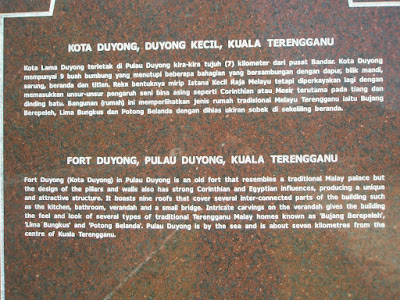 KOTA DUYONG, DUYONG KECIL, KUALA TERENGGANU
Kota Lama Duyong terletak di Pulau Duyong kira-kira tujuh (7) kilometer dari pusat Bandar. Kota Duyong
mempunyai 9 buah bumbung yang menutupi beberapa bahagian yang bersambungan dengan dapur, bilik mandi,
sarung, beranda dan titian. Reka bentuknya mirip Istana Kecil Raja Melayu tetapi diperkayakan lagi dengan
memasukkan unsur-unsur pengaruh seni bina asing seperti Corinthian atau Mesir terutama pada tiang dan
dinding batu. Bangunan (rumah) ini memperlihatkan jenis rumah tradisional Melayu Terengganu iaitu Bujang
Berepeleh, Lima Bungkus dan Potong Belanda dengan dihias ukiran sobek di sekeliling beranda.
FORT DUYONG, PULAU DUYONG, KUALA TERENGGANU
Fort Duyong (Kota Duyong) in Pulau Duyong is an old fort that resembles a traditional Malay palace but
the design of the pillars and walls also has strong Corinthian and Egyptian influences, producing a unique
and attractive structure. It boasts nine roofs that cover several inter-connected parts of the building such
as the kitchen, bathroom, verandah and a small bridge. Intricate carvings on the verandah gives the building
the feel and look of several types of traditional Terengganu Malay homes known as 'Bujang Berepeleh',
'Lima Bungkus' and 'Potong Belanda'. Pulau Duyong is by the sea and is about seven kilometres from the
centre of Kuala Terengganu.